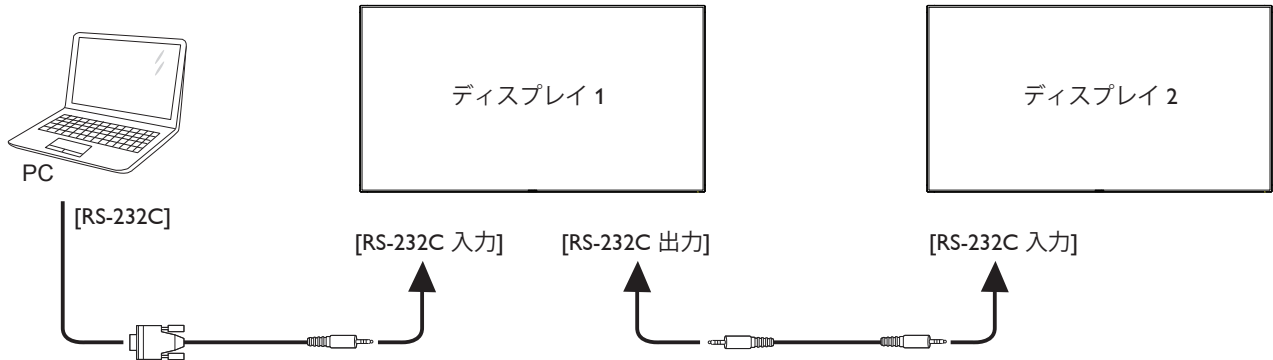 ディスプレイ 1
ディスプレイ 2
PC
[RS-232C]
[RS-232C 入力]
[RS-232C 出力]
[RS-232C 入力]